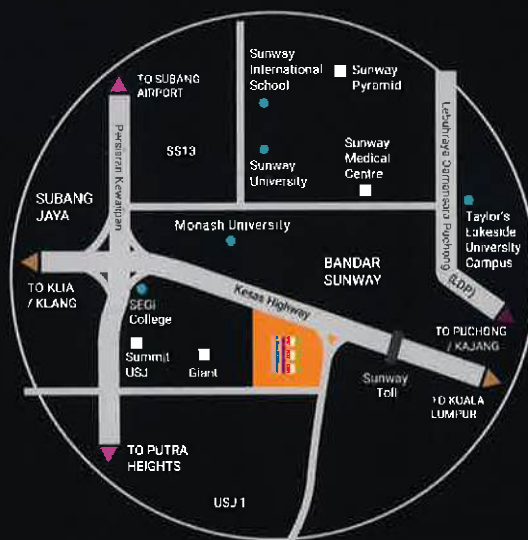 TO SUBANG
AIRPORT
Persiaran Kewajipan
SS13
Sunway
International
School
Sunway
Pyramid
Sunway
University
Sunway
Medical
Centre
Lebuhraya Damansara Puchong
(LDP)
SUBANG
JAYA
Monash University
Taylor's
Lakeside
University
Campus
BANDAR
SUNWAY
TO KLIA
/ KLANG
SEGI
College
Kesas Highway
TO PUCHONG
/ KAJANG
Summit
USJ
Giant
Sunway
Toll
TO KUALA
LUMPUR
TO PUTRA
HEIGHTS
USJ 1